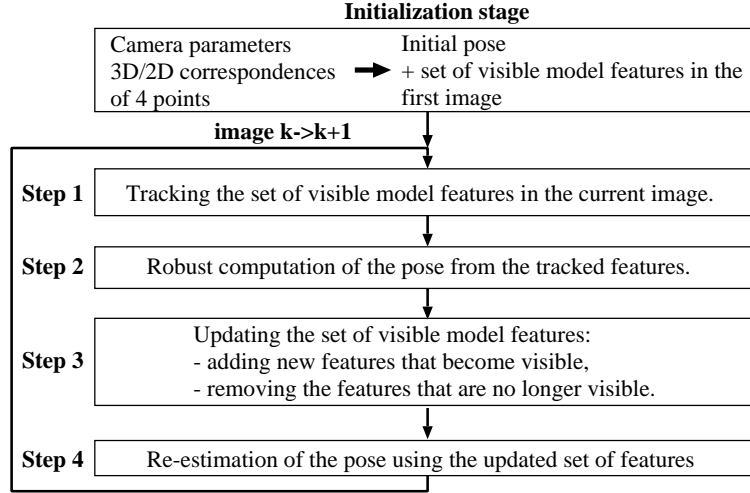 Initialization stage
Camera parameters
3D/2D correspondences
of 4 points
Initial pose
+ set of visible model features in the
first image
image k->k+1
Step 1
Tracking the set of visible model features in the current image.
Step 2
Robust computation of the pose from the tracked features.
Step 3
Updating the set of visible model features:
- adding new features that become visible,
- removing the features that are no longer visible.
Step 4
Re-estimation of the pose using the updated set of features